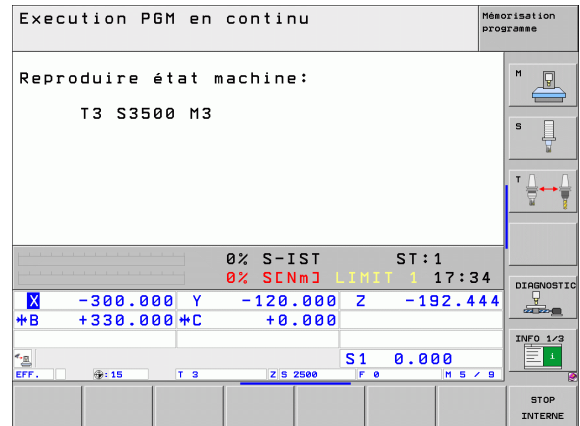 Execution PGM en continu
Mémorisation
programme
Reproduire état machine:
T3 S3500 M3
M
S
T
0% S-IST ST:1
0% S[Nm] LIMIT 1 17:34
X -300.000 Y -120.000 Z -192.444
B +330.000 C +0.000
S1 0.000
EFF. :15 T 3 Z S 2500 F 0 M 5 / 9
DIAGNOSTIC
INFO 1/3
i
STOP
INTERNE